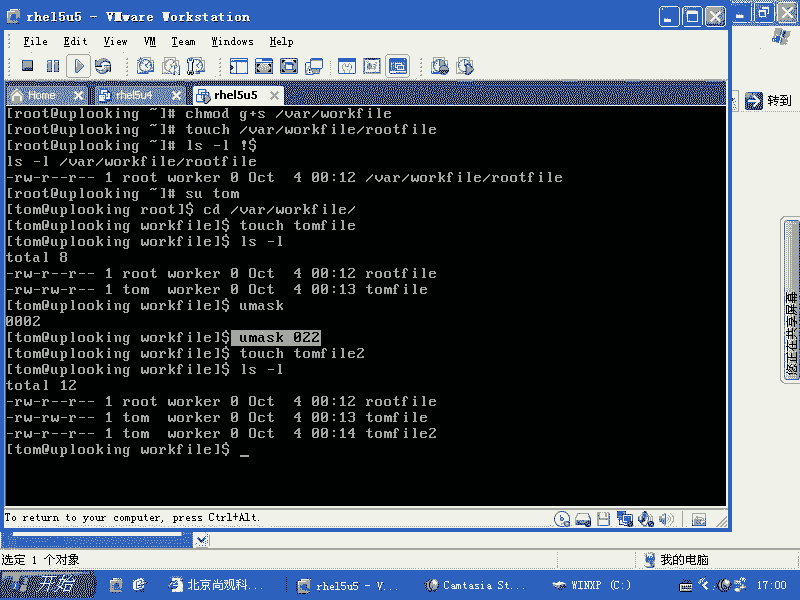 rhel5u5 - VMware Workstation
File Edit View VM Team Windows Help
Home rhel5u4 rhel5u5
转到
[root@uplooking ~]# chmod g+s /var/workfile
[root@uplooking ~]# touch /var/workfile/rootfile
[root@uplooking ~]# ls -l !$
ls -l /var/workfile/rootfile
-rw-r--r-- 1 root worker 0 Oct  4 00:12 /var/workfile/rootfile
[root@uplooking ~]# su tom
[tom@uplooking root]$ cd /var/workfile/
[tom@uplooking workfile]$ touch tomfile
[tom@uplooking workfile]$ ls -l
total 8
-rw-r--r-- 1 root worker 0 Oct  4 00:12 rootfile
-rw-rw-r-- 1 tom  worker 0 Oct  4 00:13 tomfile
[tom@uplooking workfile]$ umask
0002
[tom@uplooking workfile]$ umask 022
[tom@uplooking workfile]$ touch tomfile2
[tom@uplooking workfile]$ ls -l
total 12
-rw-r--r-- 1 root worker 0 Oct  4 00:12 rootfile
-rw-rw-r-- 1 tom  worker 0 Oct  4 00:13 tomfile
-rw-r--r-- 1 tom  worker 0 Oct  4 00:14 tomfile2
[tom@uplooking workfile]$ _
您正在共享屏幕
To return to your computer, press Ctrl+Alt.
选定 1 个对象
我的电脑
开始 北京尚观科... rhel5u5 - V... Camtasia St... WINXP (C:) 17:00